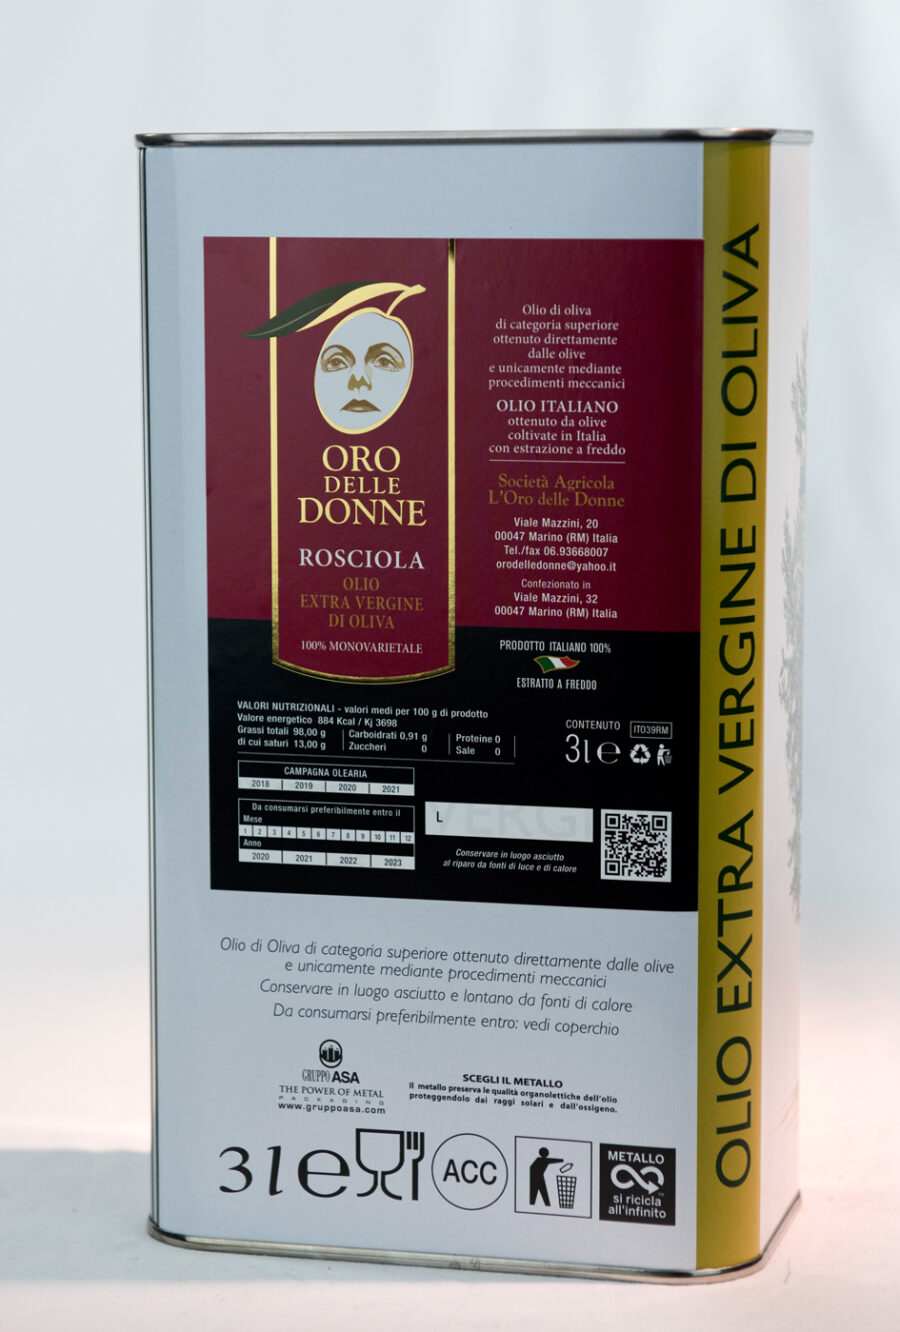 ORO
DELLE
DONNE
ROSCIOLA
OLIO
EXTRA VERGINE
DI OLIVA
100% MONOVARIETALE
Olio di oliva
di categoria superiore
ottenuto direttamente
dalle olive
e unicamente mediante
procedimenti meccanici
OLIO ITALIANO
ottenuto da olive
coltivate in Italia
con estrazione a freddo
Società Agricola
L'Oro delle Donne
Viale Mazzini, 20
00047 Marino (RM) Italia
Tel./fax 06.93668007
orodelledonne@yahoo.it
Confezionato in
Viale Mazzini, 32
00047 Marino (RM) Italia
PRODOTTO ITALIANO 100%
ESTRATTO A FREDDO
VALORI NUTRIZIONALI - valori medi per 100 g di prodotto
Valore energetico 884 Kcal / Kj 3698
Grassi totali 98,00 g Carboidrati 0,91 g Proteine 0
di cui saturi 13,00 g Zuccheri 0 Sale 0
CONTENUTO IT039RM
3l e
CAMPAGNA OLEARIA
2018 2019 2020 2021
Da consumarsi preferibilmente entro il
Mese
1 2 3 4 5 6 7 8 9 10 11 12
Anno
2020 2021 2022 2023
L VERGI
Conservare in luogo asciutto
al riparo da fonti di luce e di calore
Olio di Oliva di categoria superiore ottenuto direttamente dalle olive
e unicamente mediante procedimenti meccanici
Conservare in luogo asciutto e lontano da fonti di calore
Da consumarsi preferibilmente entro: vedi coperchio
GRUPPO ASA
THE POWER OF METAL
PACKAGING
www.gruppoasa.com
SCEGLI IL METALLO
Il metallo preserva le qualità organolettiche dell'olio
proteggendolo dai raggi solari e dall'ossigeno.
3 l e
ACC
METALLO
™
si ricicla
all'infinito
OLIO EXTRA VERGINE DI OLIVA